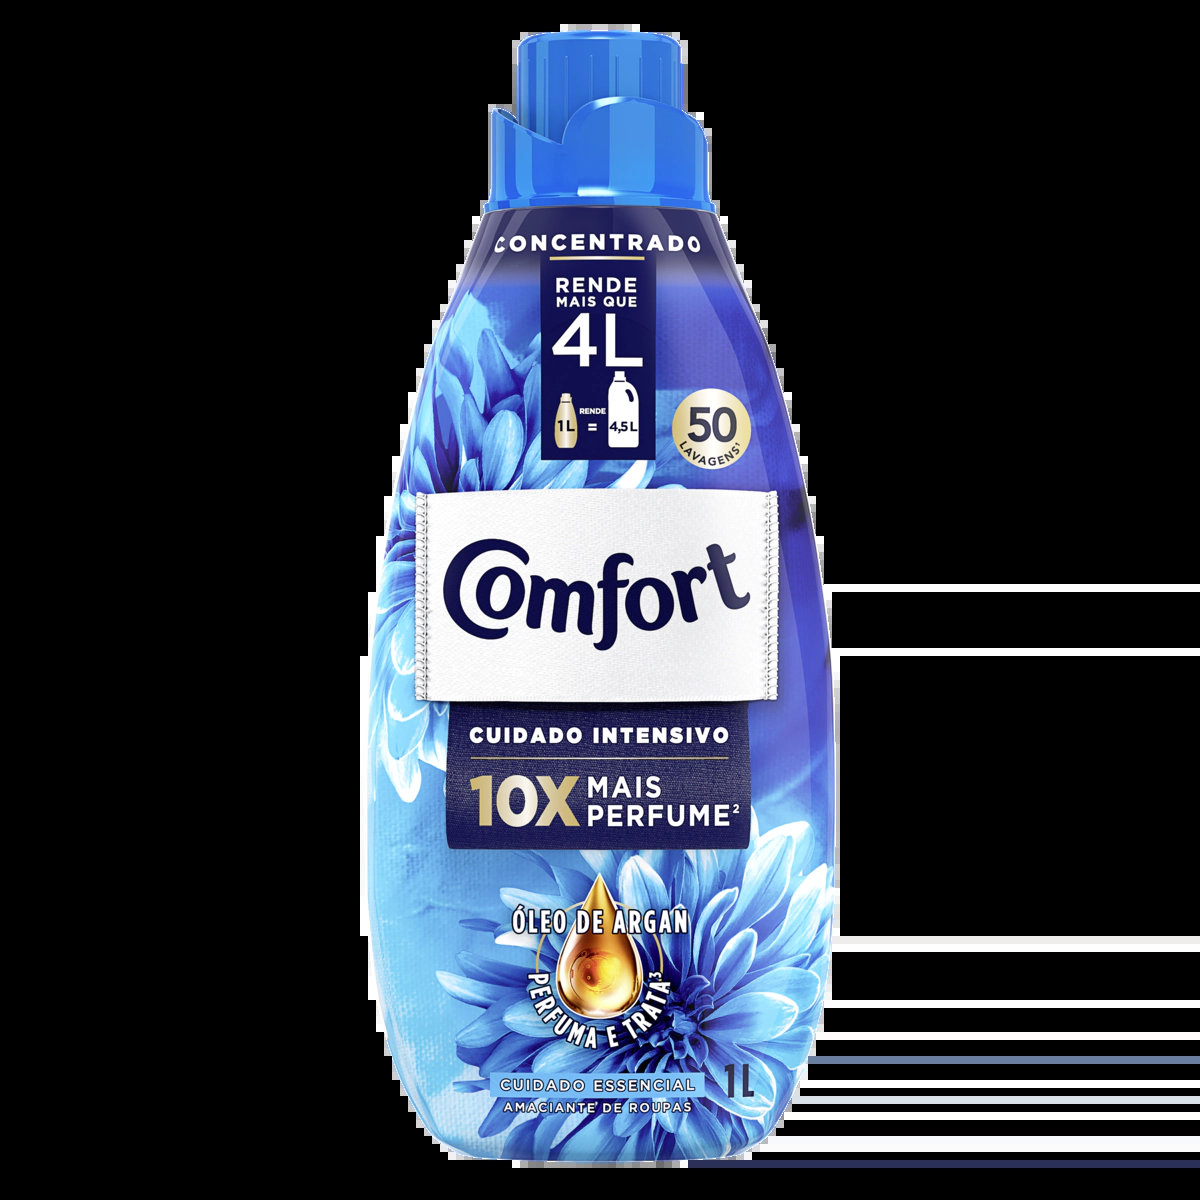 CONCENTRADO
RENDE
MAIS QUE
4L
1L RENDE = 4,5L
50
LAVAGENS¹
Comfort
CUIDADO INTENSIVO
10X MAIS
PERFUME²
ÓLEO DE ARGAN
PERFUMA E TRATA³
CUIDADO ESSENCIAL
1L
AMACIANTE DE ROUPAS